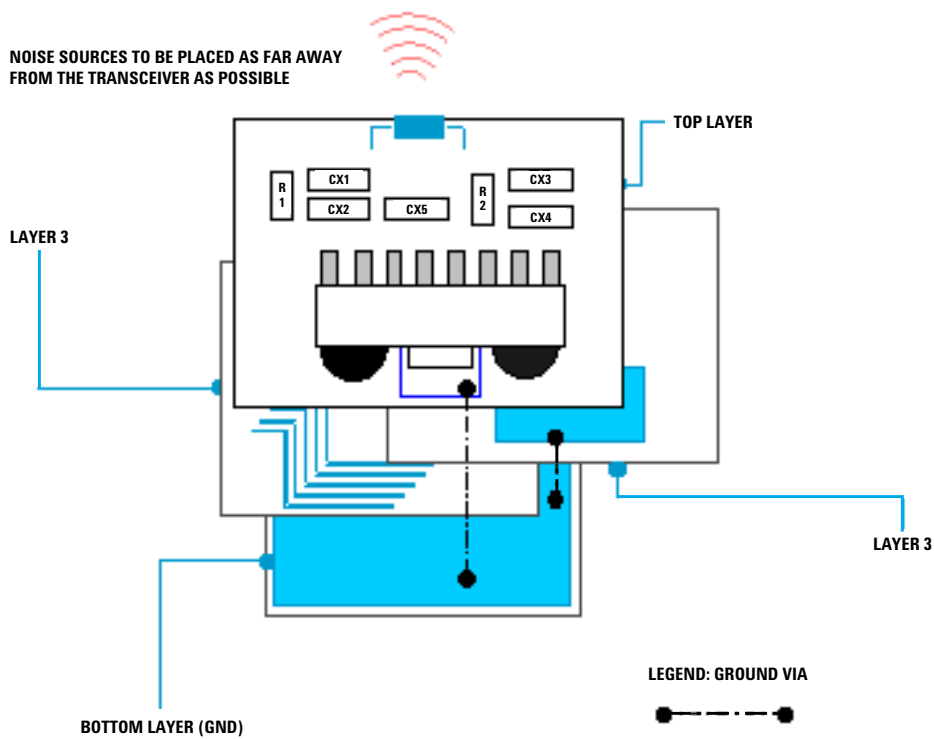 NOISE SOURCES TO BE PLACED AS FAR AWAY
FROM THE TRANSCEIVER AS POSSIBLE
TOP LAYER
R
1
CX1
CX2
CX5
R
2
CX3
CX4
LAYER 3
LAYER 3
LEGEND: GROUND VIA
BOTTOM LAYER (GND)